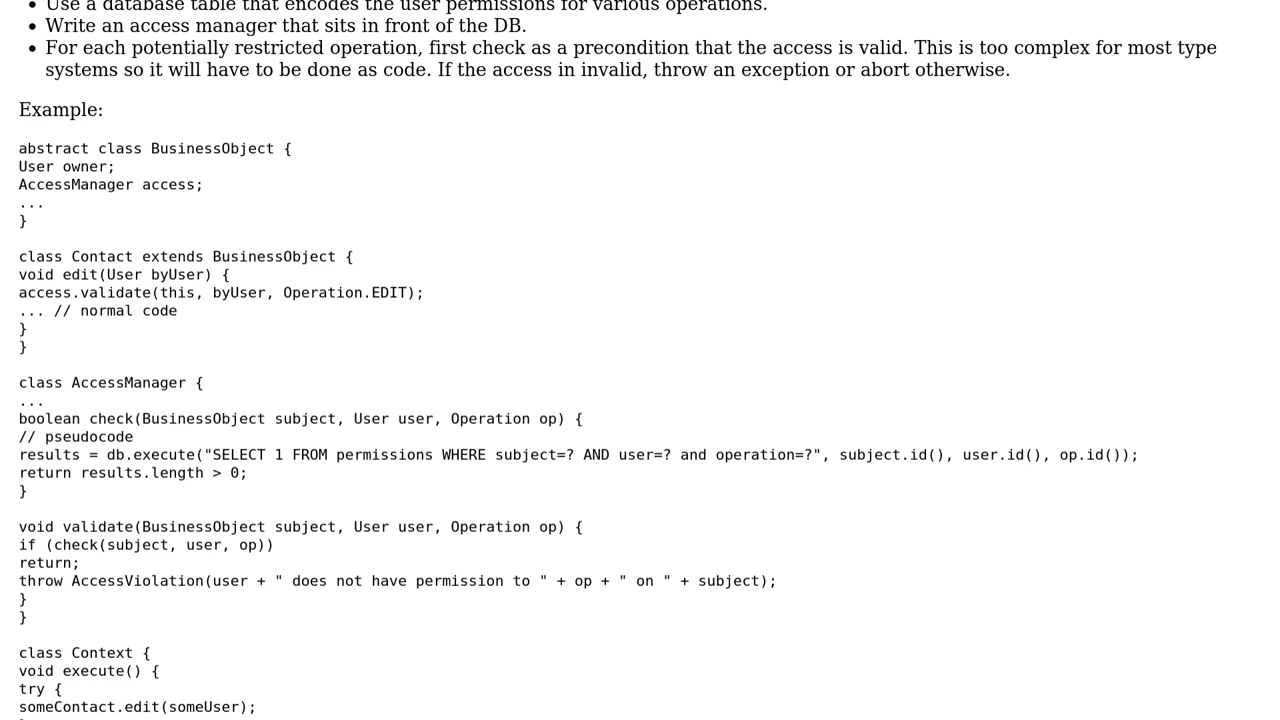 Use a database table that encodes the user permissions for various operations.
Write an access manager that sits in front of the DB.
For each potentially restricted operation, first check as a precondition that the access is valid. This is too complex for most type
systems so it will have to be done as code. If the access in invalid, throw an exception or abort otherwise.
Example:
abstract class BusinessObject {
User owner;
AccessManager access;
...
}
class Contact extends BusinessObject {
void edit(User byUser) {
access.validate(this, byUser, Operation.EDIT);
... // normal code
}
}
class AccessManager {
...
boolean check(BusinessObject subject, User user, Operation op) {
// pseudocode
results = db.execute("SELECT 1 FROM permissions WHERE subject=? AND user=? and operation=?", subject.id(), user.id(), op.id());
return results.length > 0;
}
void validate(BusinessObject subject, User user, Operation op) {
if (check(subject, user, op))
return;
throw AccessViolation(user + " does not have permission to " + op + " on " + subject);
}
}
class Context {
void execute() {
try {
someContact.edit(someUser);